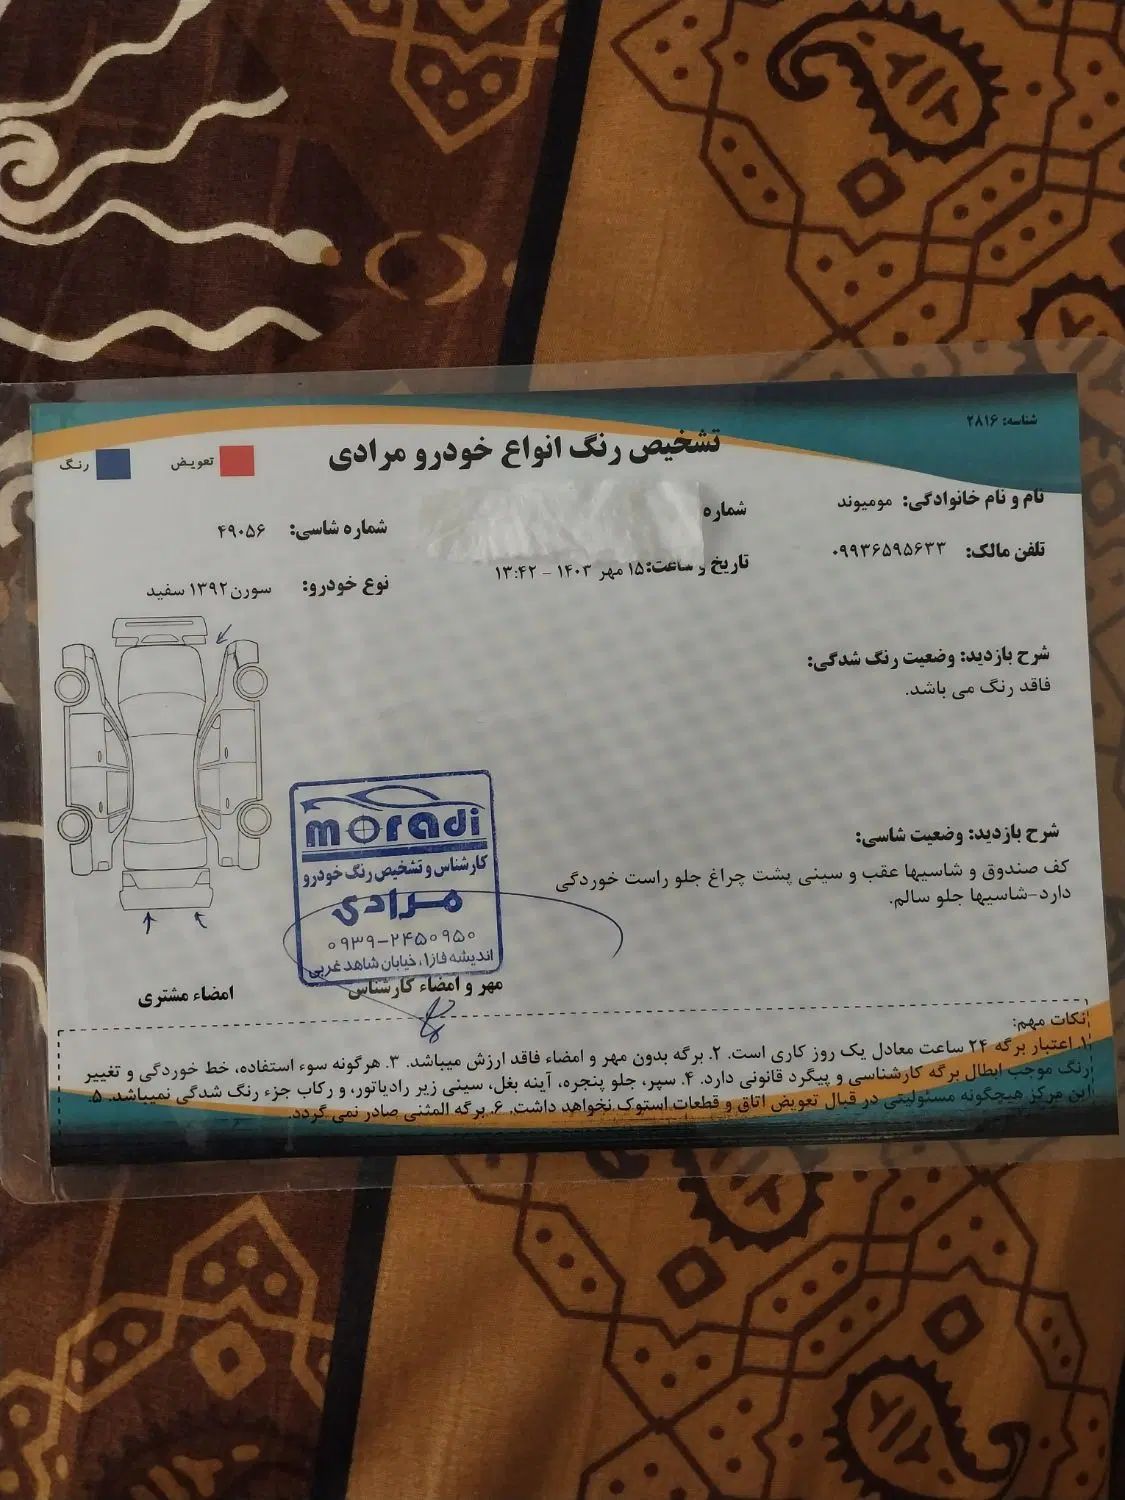 شناسه: ۲۸۱۶
تشخیص رنگ انواع خودرو مرادی
تعویض
رنگ
نام و نام خانوادگی: مومیوند
شماره
شماره شاسی: ۴۹۰۵۶
تلفن مالک: ۰۹۹۳۶۵۹۵۶۳۳
تاریخ و ساعت: ۱۵ مهر ۱۴۰۳ - ۱۳:۴۲
نوع خودرو: سورن ۱۳۹۲ سفید
شرح بازدید: وضعیت رنگ شدگی:
فاقد رنگ می باشد.
شرح بازدید: وضعیت شاسی:
کف صندوق و شاسیها عقب و سینی پشت چراغ جلو راست خوردگی
دارد-شاسیها جلو سالم.
moradi
کارشناس و تشخیص رنگ خودرو
مرادی
۰۹۳۹-۲۴۵۰۹۵۰
اندیشه فاز۱، خیابان شاهد غربی
مهر و امضاء کارشناس
امضاء مشتری
نکات مهم:
۱. اعتبار برگه ۲۴ ساعت معادل یک روز کاری است. ۲. برگه بدون مهر و امضاء فاقد ارزش میباشد. ۳. هرگونه سوء استفاده، خط خوردگی و تغییر
رنگ موجب ابطال برگه کارشناسی و پیگرد قانونی دارد. ۴. سپر، جلو پنجره، آینه بغل، سینی زیر رادیاتور، و رکاب جزء رنگ شدگی نمیباشد. ۵.
این مرکز هیچگونه مسئولیتی در قبال تعویض اتاق و قطعات استوک نخواهد داشت. ۶. برگه المثنی صادر نمی گردد.